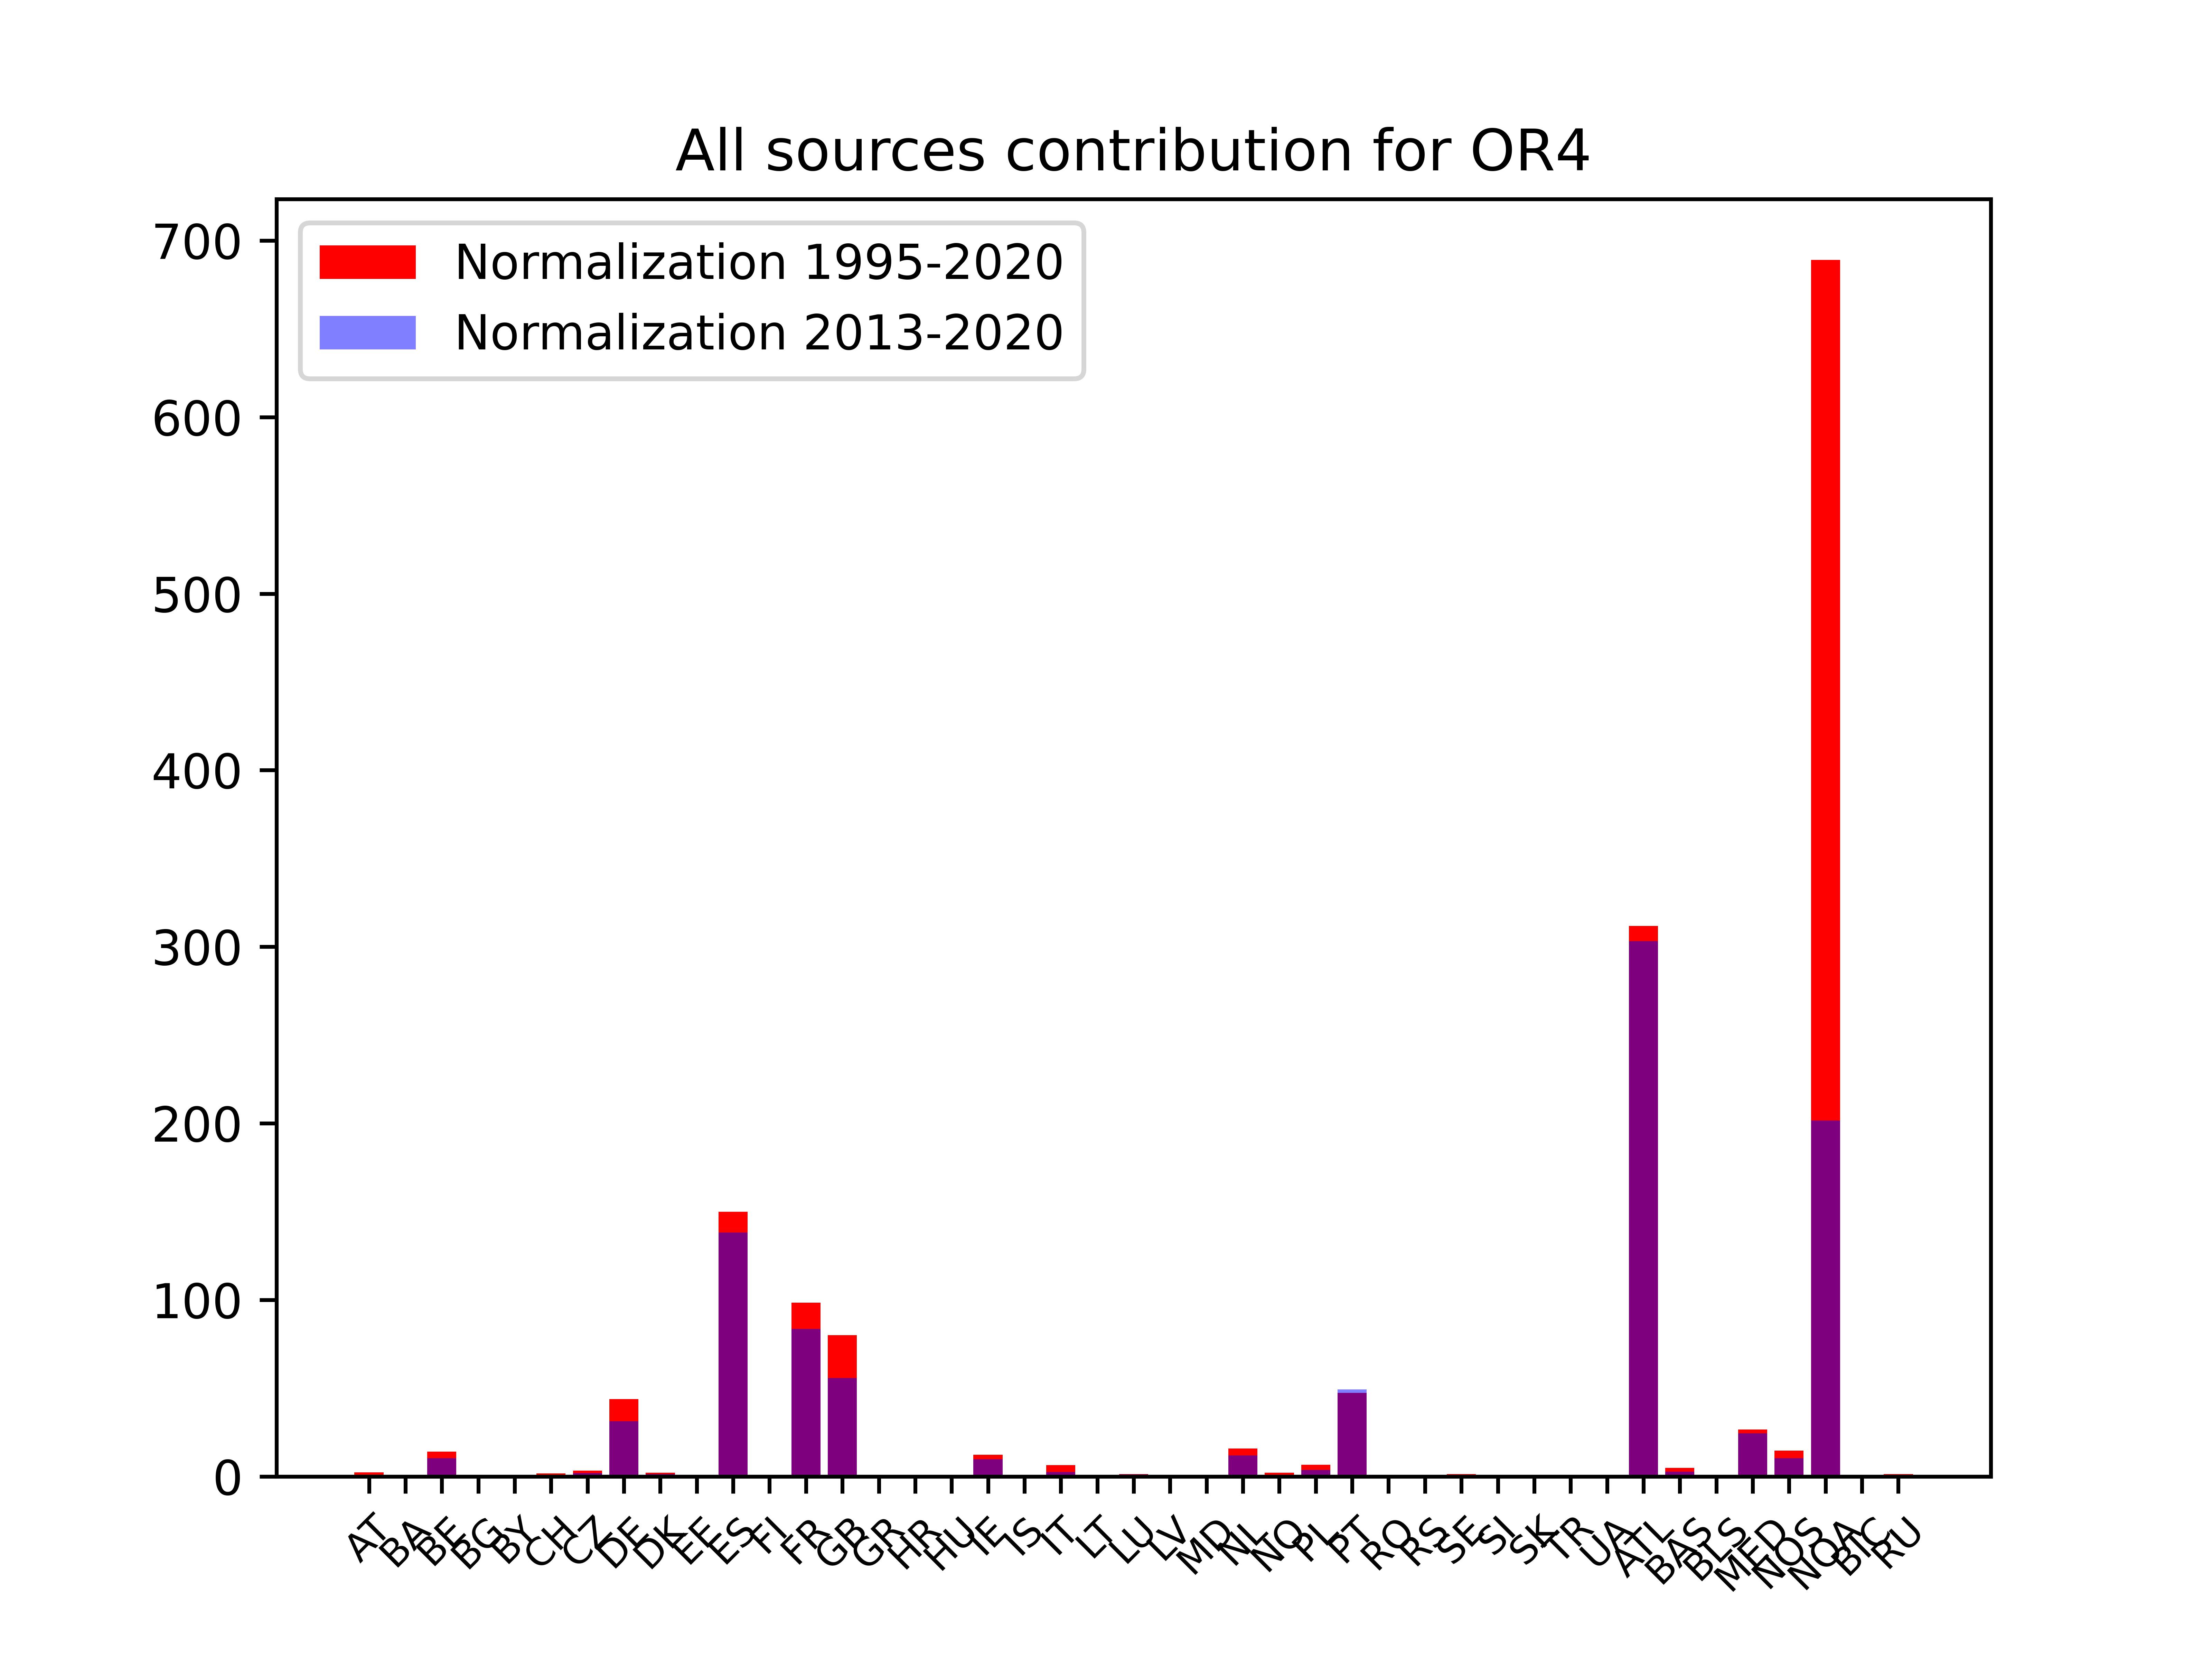 All sources contribution for OR4
Normalization 1995-2020
Normalization 2013-2020
700
600
500
400
300
200
100
0
AT BA BE BG BY CH CZ DE DK EE ES FI FR GB GR HR HU IE IS IT LT LU LV MD NL NO PL PT RO RS SE SI SK TR UA ATL BAS BLS MED NOS NOA BIC RU